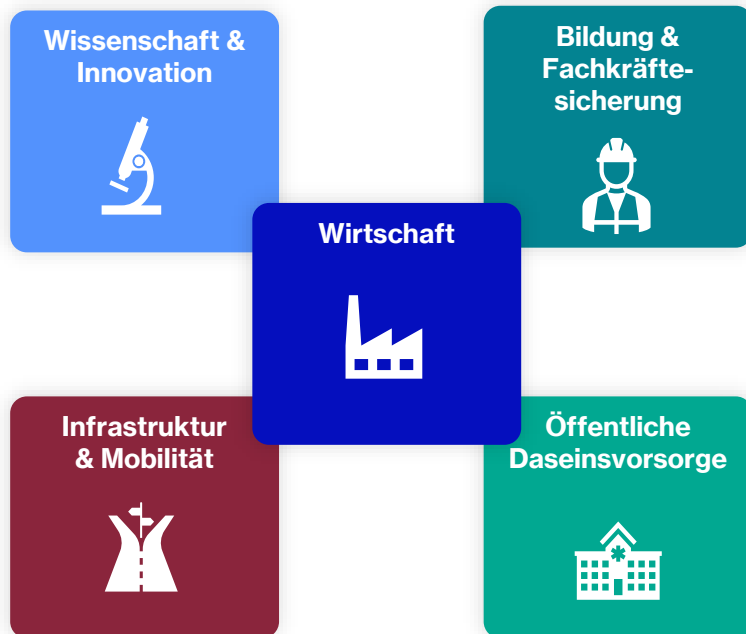 Wissenschaft &
Innovation
Bildung &
Fachkräfte-
sicherung
Wirtschaft
Infrastruktur
& Mobilität
Öffentliche
Daseinsvorsorge